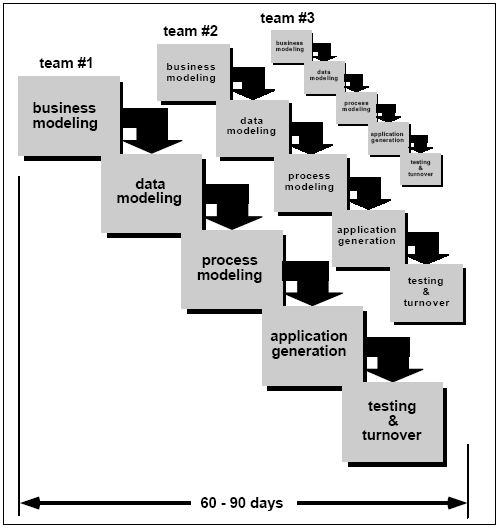 team #1
business
modeling
data
modeling
process
modeling
application
generation
testing
&
turnover
team #2
business
modeling
data
modeling
process
modeling
application
generation
testing
&
turnover
team #3
business
modeling
data
modeling
process
modeling
application
generation
testing
&
turnover
60 - 90 days